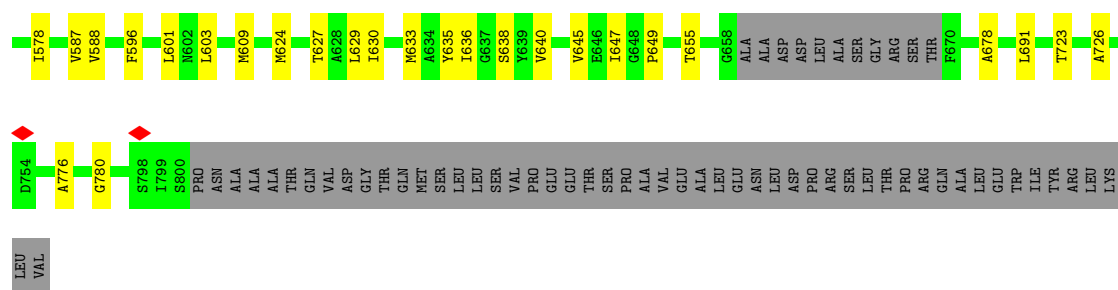 I578 V587 V588 F596 L601 N602 L603 M609 M624 T627 A628 L629 I630 M633 A634 Y635 I636 G637 S638 Y639 V640 V645 E646 I647 G648 P649 T655 G658 ALA ALA ASP ASP LEU ALA SER GLY ARG SER THR F670 A678 L691 T723 A726
D754 A776 G780 S798 I799 S800 PRO ASN ALA ALA ALA THR GLN VAL ASP GLY THR GLN MET SER LEU LEU SER VAL PRO GLU GLU THR SER PRO ALA VAL GLU ALA LEU GLU ASN LEU ASP PRO ARG SER LEU THR PRO ARG GLN ALA LEU GLU TRP ILE TYR ARG LEU LYS
LEU VAL